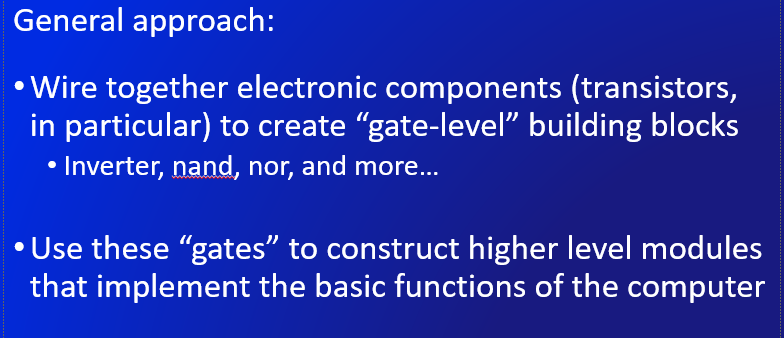 General approach:
• Wire together electronic components (transistors,
in particular) to create “gate-level” building blocks
• Inverter, nand, nor, and more…
• Use these “gates” to construct higher level modules
that implement the basic functions of the computer